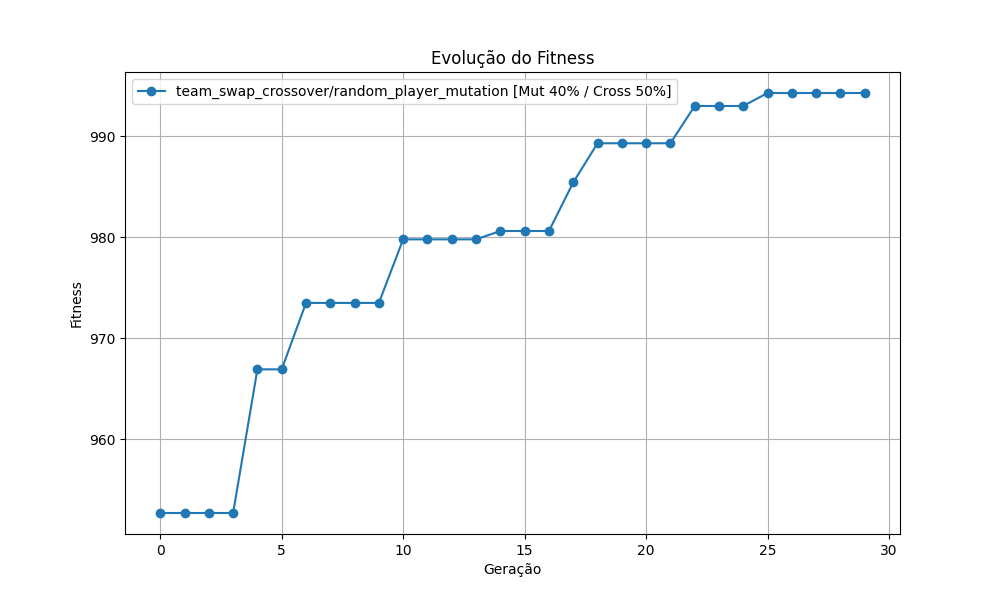 Evolução do Fitness
team_swap_crossover/random_player_mutation [Mut 40% / Cross 50%]
Fitness
990
980
970
960
0 5 10 15 20 25 30
Geração